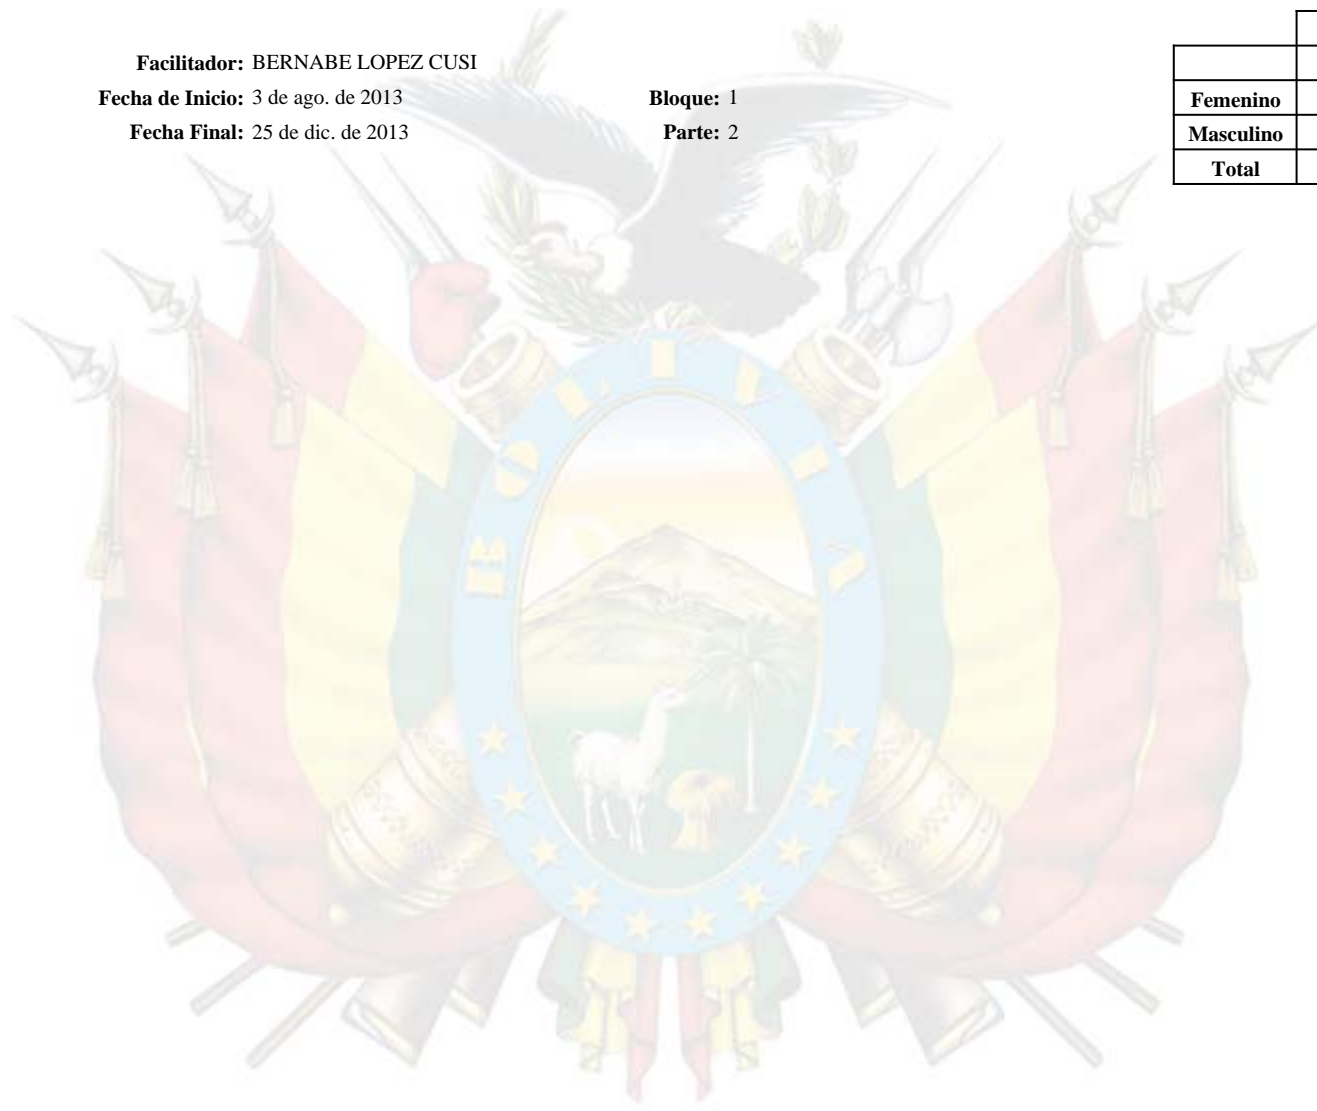 Facilitador: BERNABE LOPEZ CUSI
Fecha de Inicio: 3 de ago. de 2013 Bloque: 1
Fecha Final: 25 de dic. de 2013 Parte: 2
Femenino
Masculino
Total
BOLIVIA